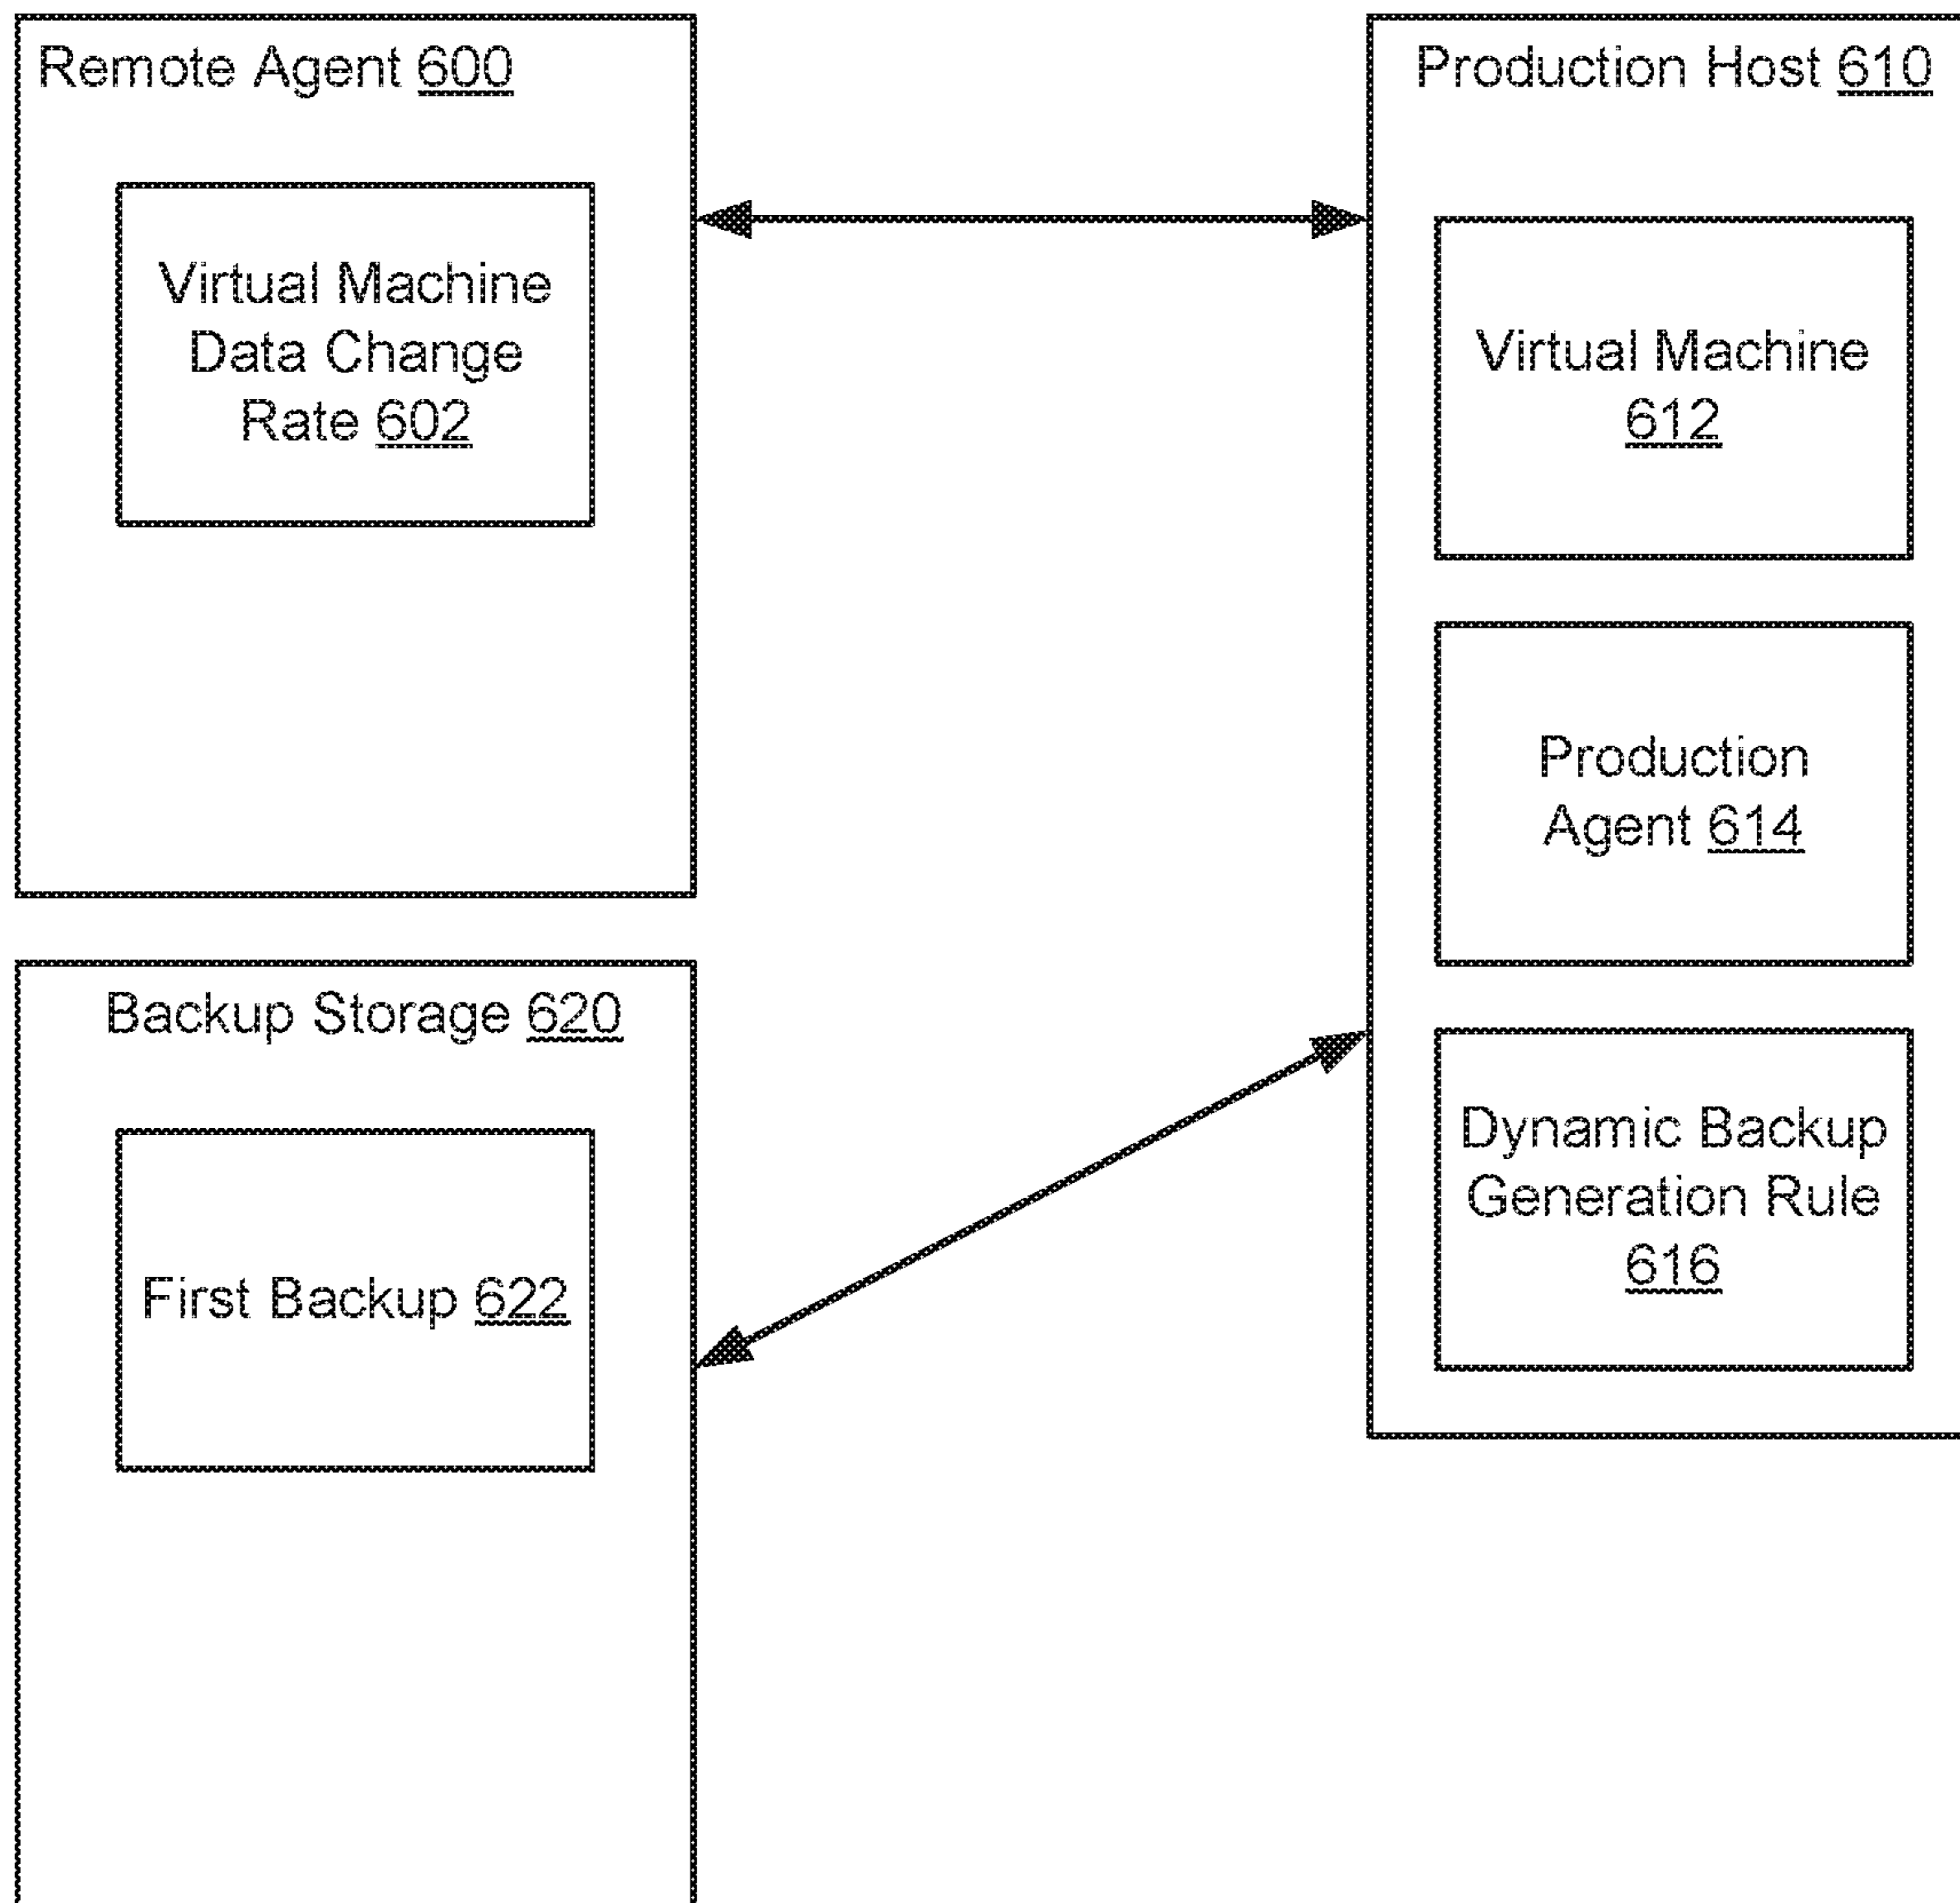 Remote Agent 600
Virtual Machine
Data Change
Rate 602
Production Host 610
Virtual Machine
612
Production
Agent 614
Dynamic Backup
Generation Rule
616
Backup Storage 620
First Backup 622